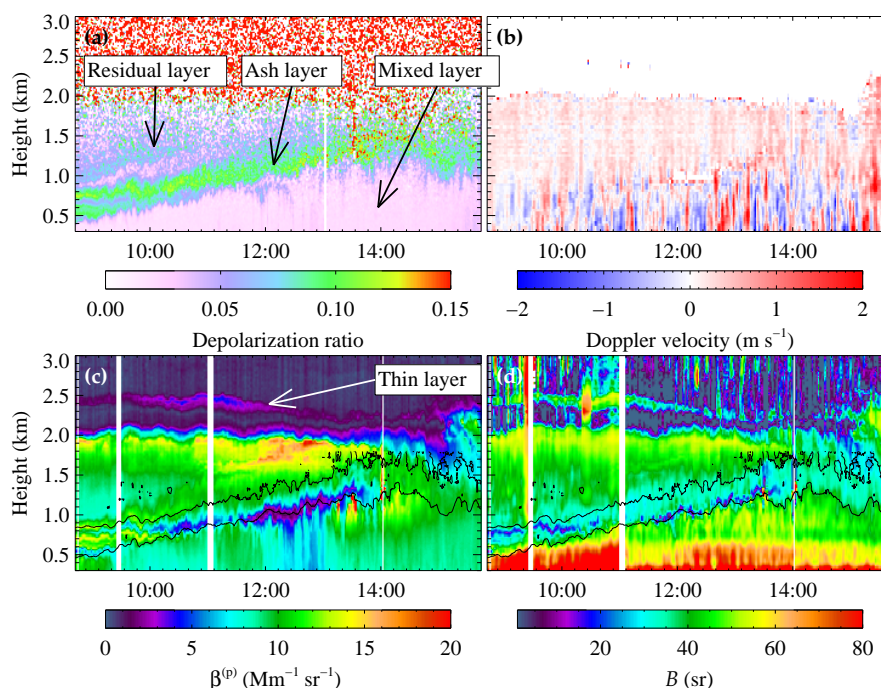 (a)
(b)
3.0
2.5
2.0
1.5
1.0
0.5
Height (km)
Residual layer
Ash layer
Mixed layer
10:00 12:00 14:00
10:00 12:00 14:00
0.00 0.05 0.10 0.15
−2 −1 0 1 2
Depolarization ratio
Doppler velocity (m s⁻¹)
(c)
(d)
3.0
2.5
2.0
1.5
1.0
0.5
Height (km)
Thin layer
10:00 12:00 14:00
10:00 12:00 14:00
0 5 10 15 20
20 40 60 80
β⁽ᵖ⁾ (Mm⁻¹ sr⁻¹)
B (sr)